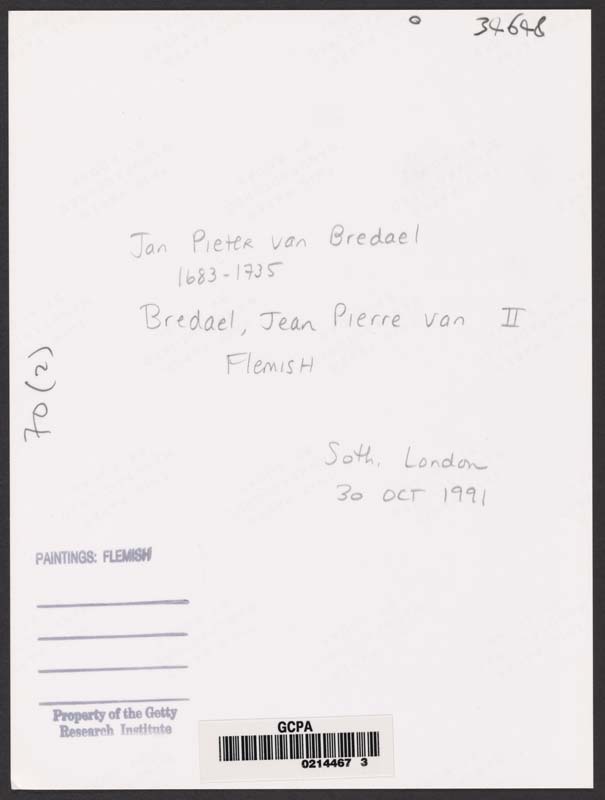 34648
Jan Pieter van Bredael
1683-1735
Bredael, Jean Pierre van II
Flemish
70 (2)
Soth. London
30 OCT 1991
PAINTINGS: FLEMISH
Property of the Getty
Research Institute
GCPA
0214467 3